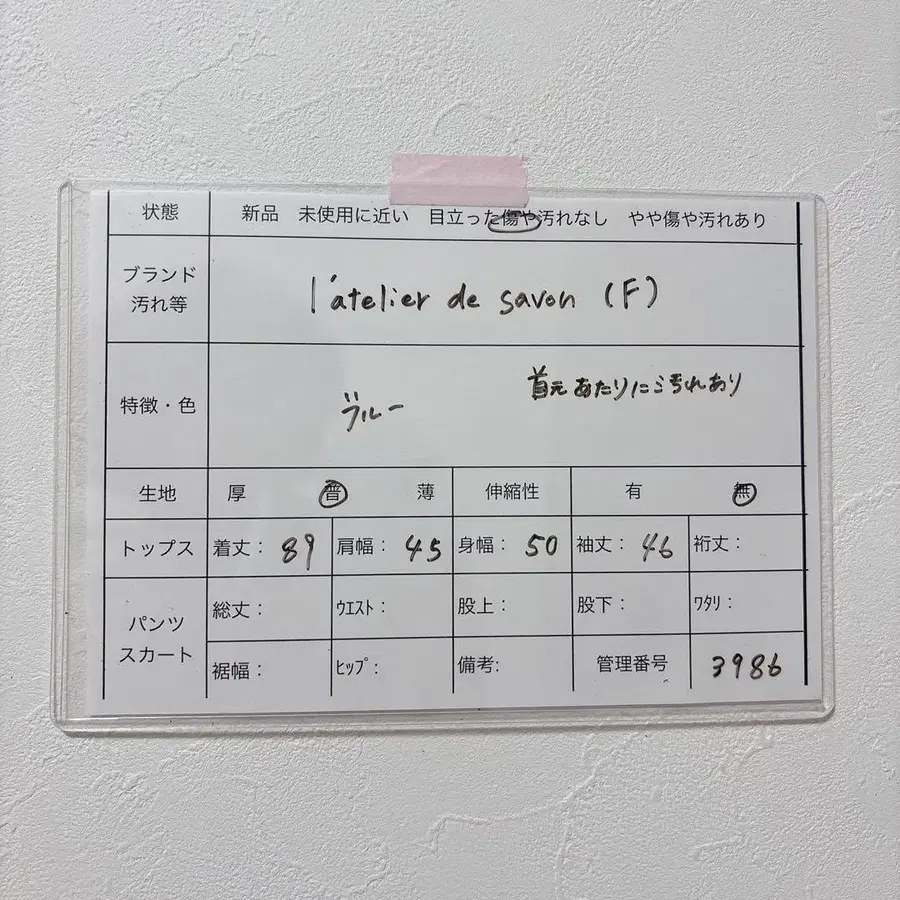 状態 新品 未使用に近い 目立った傷や汚れなし やや傷や汚れあり
ブランド
汚れ等
l'atelier de savon (F)
特徴・色
ブルー
首元あたりに汚れあり
生地 厚 普 薄 伸縮性 有 無
トップス 着丈: 89 肩幅: 45 身幅: 50 袖丈: 46 裄丈:
パンツ
スカート
総丈: ｳｴｽﾄ: 股上: 股下: ﾜﾀﾘ:
裾幅: ﾋｯﾌﾟ: 備考: 管理番号 3986